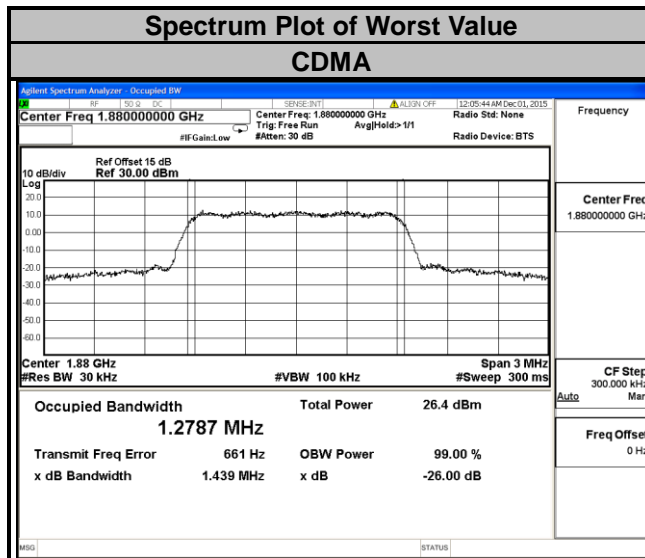 Spectrum Plot of Worst Value
CDMA
Agilent Spectrum Analyzer - Occupied BW
RF 50 Ω DC SENSE:INT ALIGN OFF 12:05:44 AM Dec 01, 2015
Center Freq 1.880000000 GHz
Center Freq: 1.880000000 GHz Radio Std: None
Trig: Free Run Avg|Hold:> 1/1
#IFGain:Low #Atten: 30 dB Radio Device: BTS
Frequency
Ref Offset 15 dB
10 dB/div Ref 30.00 dBm
Log
20.0
10.0
0.00
-10.0
-20.0
-30.0
-40.0
-50.0
-60.0
Center Freq
1.880000000 GHz
Center 1.88 GHz Span 3 MHz
#Res BW 30 kHz #VBW 100 kHz #Sweep 300 ms
CF Step
300.000 kHz
Auto Man
Occupied Bandwidth Total Power 26.4 dBm
1.2787 MHz
Transmit Freq Error 661 Hz OBW Power 99.00 %
x dB Bandwidth 1.439 MHz x dB -26.00 dB
Freq Offset
0 Hz
MSG STATUS